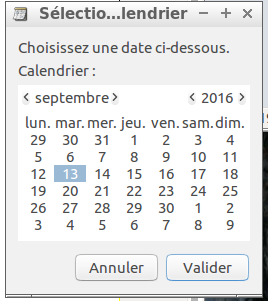 Sélectio...lendrier
Choisissez une date ci-dessous.
Calendrier :
septembre 2016
lun. mar. mer. jeu. ven. sam. dim.
29 30 31 1 2 3 4
5 6 7 8 9 10 11
12 13 14 15 16 17 18
19 20 21 22 23 24 25
26 27 28 29 30 1 2
3 4 5 6 7 8 9
Annuler Valider